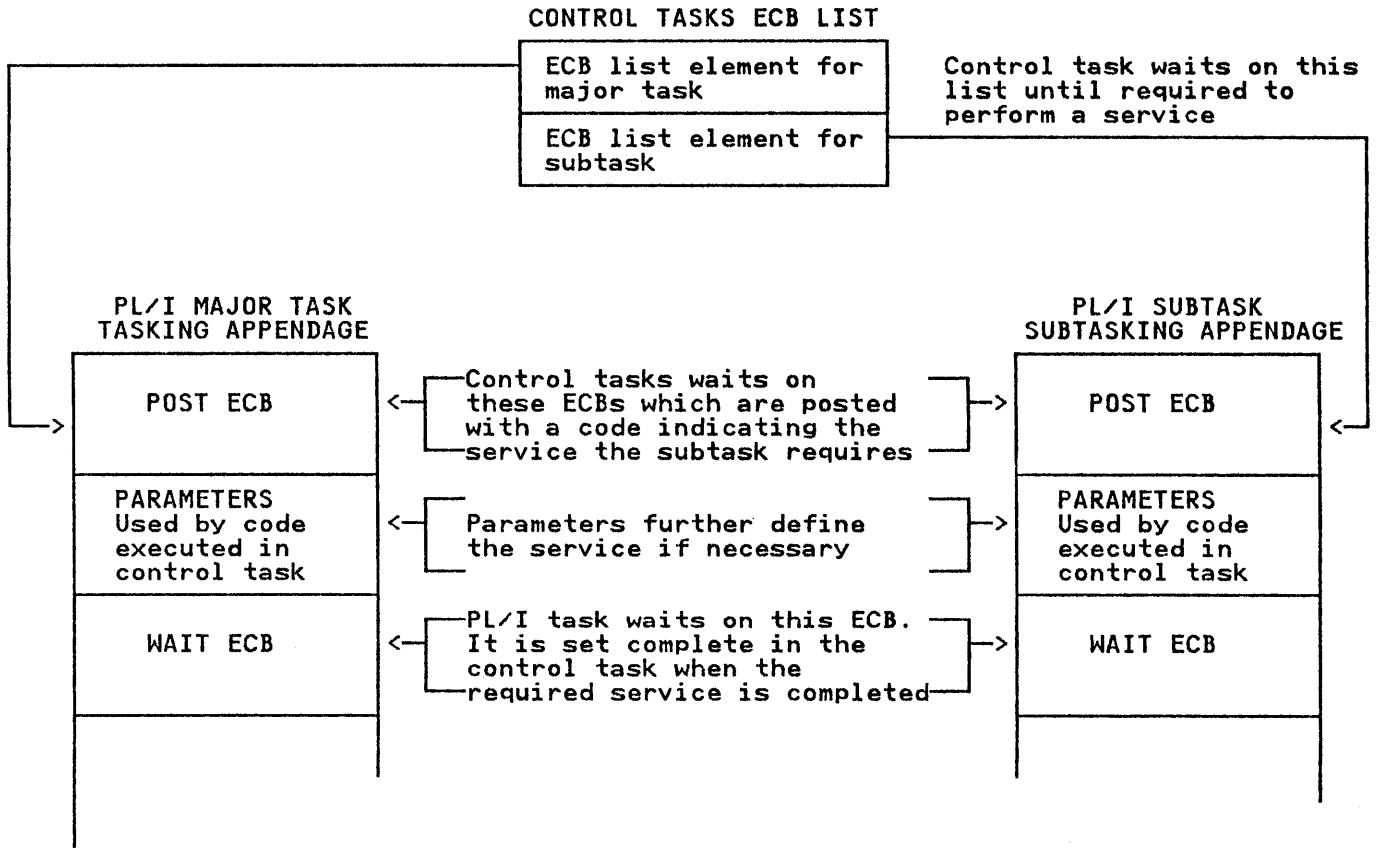 CONTROL TASKS ECB LIST
ECB list element for
major task
ECB list element for
subtask
Control task waits on this
list until required to
perform a service
PL/I MAJOR TASK
TASKING APPENDAGE
POST ECB
PARAMETERS
Used by code
executed in
control task
WAIT ECB
Control tasks waits on
these ECBs which are posted
with a code indicating the
service the subtask requires
Parameters further define
the service if necessary
PL/I task waits on this ECB.
It is set complete in the
control task when the
required service is completed
PL/I SUBTASK
SUBTASKING APPENDAGE
POST ECB
PARAMETERS
Used by code
executed in
control task
WAIT ECB